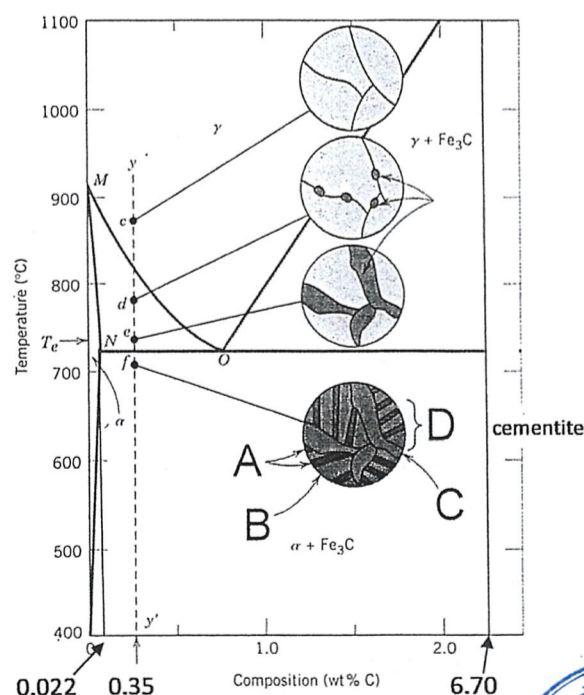 1100
1000
900
800
700
600
500
400
Temperature (°C)
y
γ
γ + Fe₃C
M
c
d
e
f
Tₑ
N
O
, α
A
B
C
D
cementite
α + Fe₃C
y'
0
1.0
2.0
Composition (wt% C)
0.022
0.35
6.70